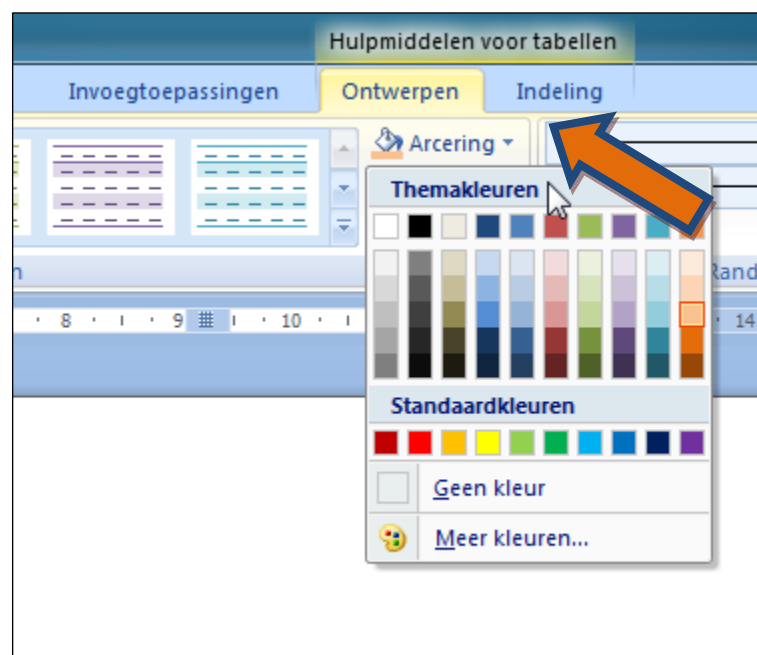 Hulpmiddelen voor tabellen
Invoegtoepassingen Ontwerpen Indeling
Arcering
Themakleuren
8 9 10 14
Standaardkleuren
Geen kleur
Meer kleuren...